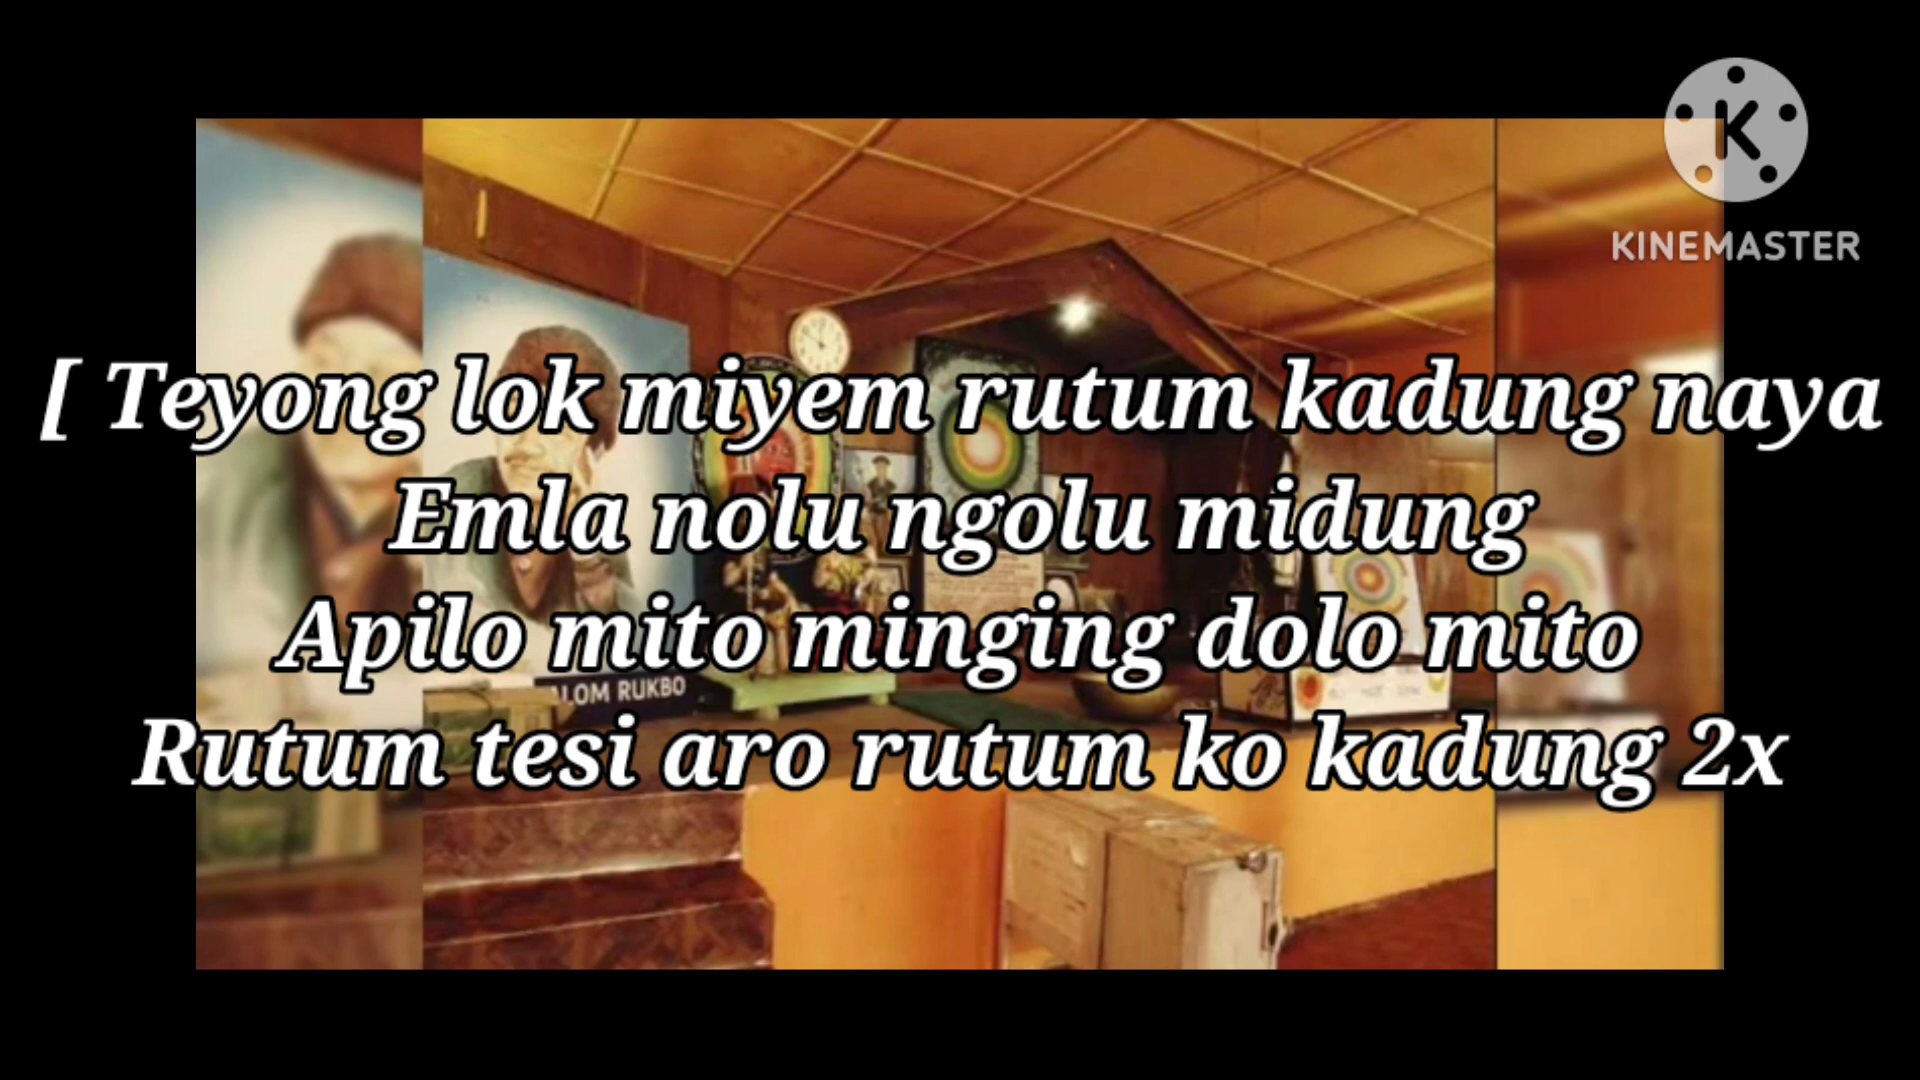 KINEMASTER
[ Teyong lok miyem rutum kadung naya
Emla nolu ngolu midung
Apilo mito minging dolo mito
ALOM RUKBO
Rutum tesi aro rutum ko kadung 2x